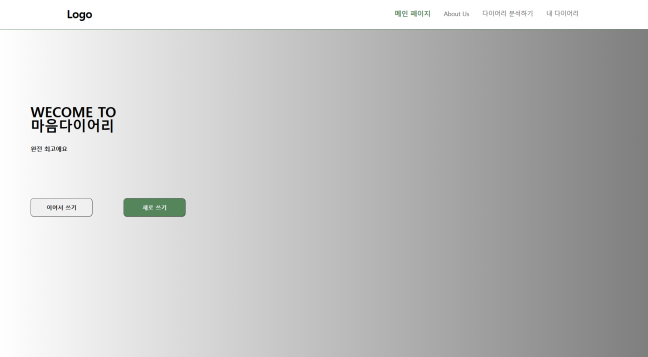 Logo
메인 페이지 About Us 다이어리 분석하기 내 다이어리
WECOME TO
마음다이어리
완전 최고예요
이어서 쓰기 새로 쓰기